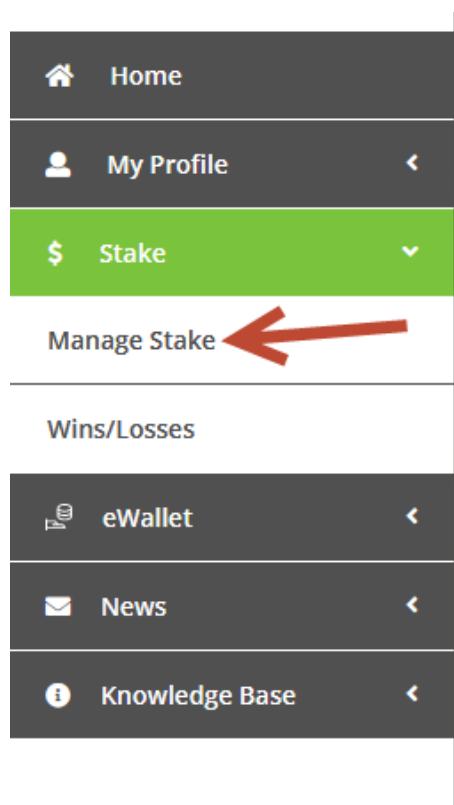 Home
My Profile
$ Stake
Manage Stake
Wins/Losses
eWallet
News
Knowledge Base